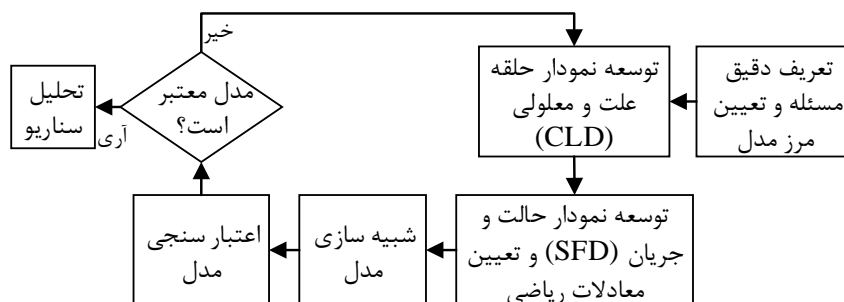 تعریف دقیق
مسئله و تعیین
مرز مدل
توسعه نمودار حلقه
علت و معلولی
(CLD)
توسعه نمودار حالت و
جریان (SFD) و تعیین
معادلات ریاضی
شبیه سازی
مدل
اعتبار سنجی
مدل
مدل معتبر
است؟
خیر
آری
تحلیل
سناریو